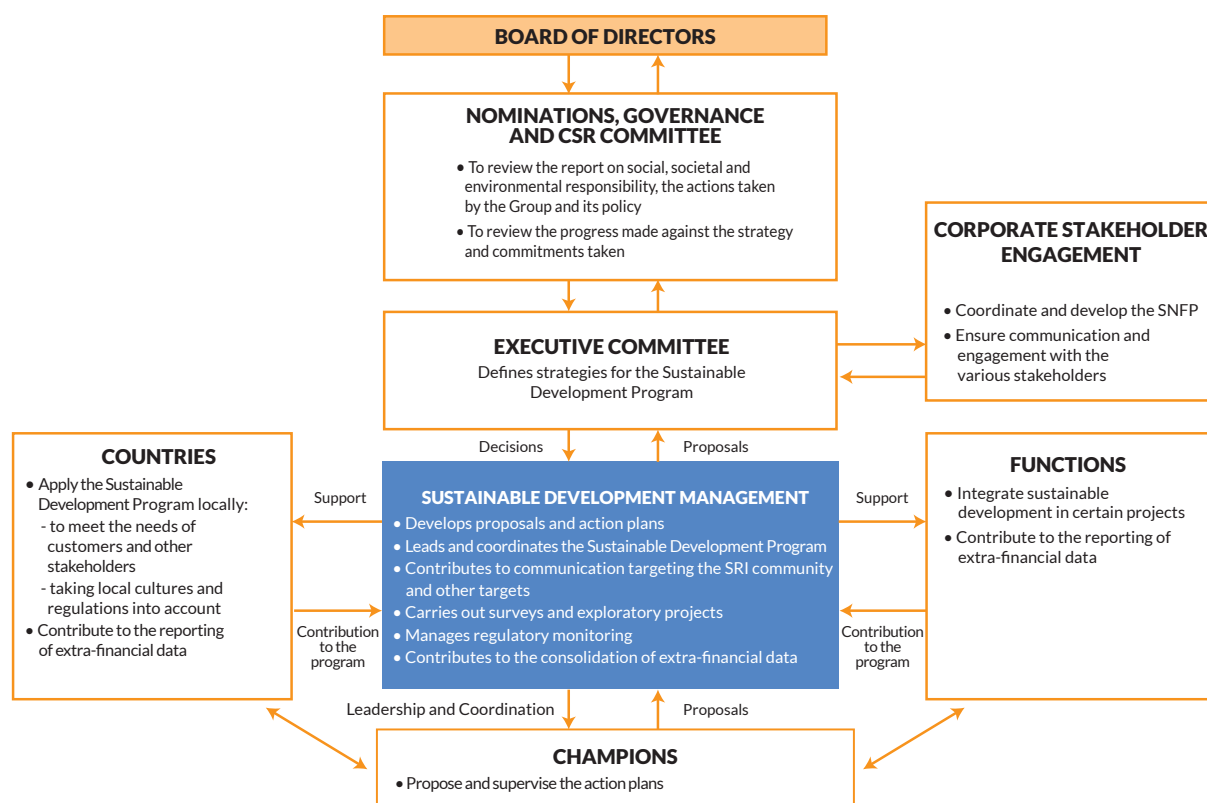 BOARD OF DIRECTORS
NOMINATIONS, GOVERNANCE
AND CSR COMMITTEE
• To review the report on social, societal and
environmental responsibility, the actions taken
by the Group and its policy
• To review the progress made against the strategy
and commitments taken
CORPORATE STAKEHOLDER
ENGAGEMENT
• Coordinate and develop the SNFP
• Ensure communication and
engagement with the
various stakeholders
EXECUTIVE COMMITTEE
Defines strategies for the Sustainable
Development Program
Decisions
Proposals
COUNTRIES
• Apply the Sustainable
Development Program locally:
- to meet the needs of
customers and other
stakeholders
- taking local cultures and
regulations into account
• Contribute to the reporting
of extra-financial data
Support
Contribution
to the
program
SUSTAINABLE DEVELOPMENT MANAGEMENT
• Develops proposals and action plans
• Leads and coordinates the Sustainable Development Program
• Contributes to communication targeting the SRI community
and other targets
• Carries out surveys and exploratory projects
• Manages regulatory monitoring
• Contributes to the consolidation of extra-financial data
Support
Contribution
to the
program
FUNCTIONS
• Integrate sustainable
development in certain projects
• Contribute to the reporting of
extra-financial data
Leadership and Coordination
Proposals
CHAMPIONS
• Propose and supervise the action plans